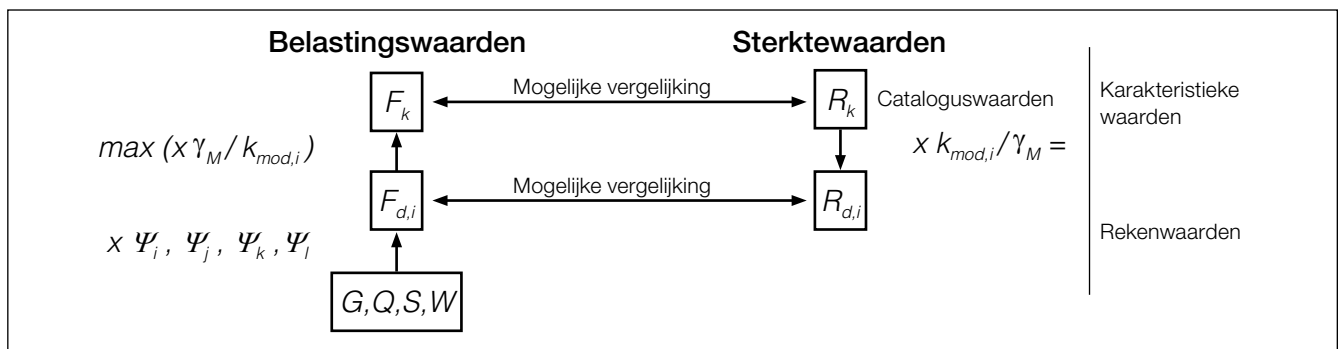 Belastingswaarden Sterktewaarden
F_k Mogelijke vergelijking R_k Cataloguswaarden Karakteristieke
waarden
max (x γ_M / k_mod,i) x k_mod,i / γ_M =
F_d,i Mogelijke vergelijking R_d,i
x Ψ_i , Ψ_j , Ψ_k , Ψ_l Rekenwaarden
G,Q,S,W